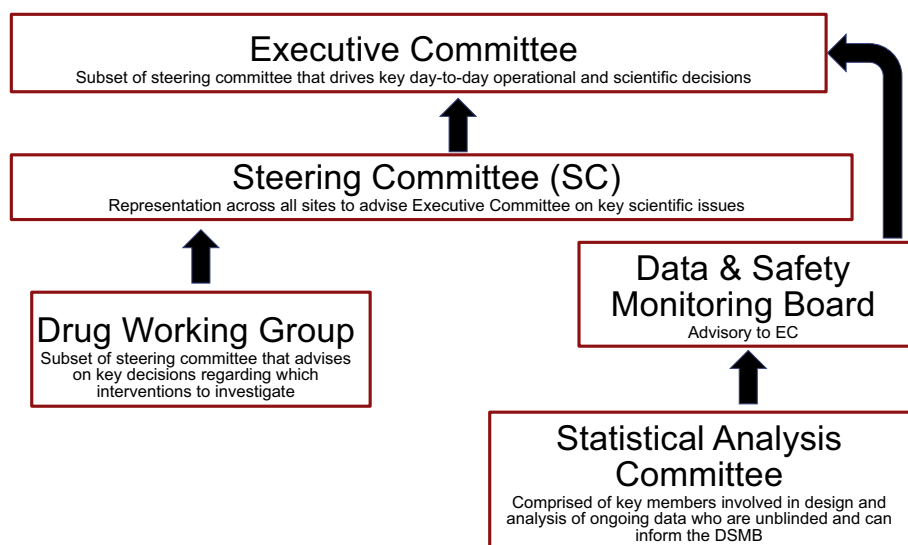 Executive Committee
Subset of steering committee that drives key day-to-day operational and scientific decisions
Steering Committee (SC)
Representation across all sites to advise Executive Committee on key scientific issues
Drug Working Group
Subset of steering committee that advises
on key decisions regarding which
interventions to investigate
Data & Safety
Monitoring Board
Advisory to EC
Statistical Analysis
Committee
Comprised of key members involved in design and
analysis of ongoing data who are unblinded and can
inform the DSMB